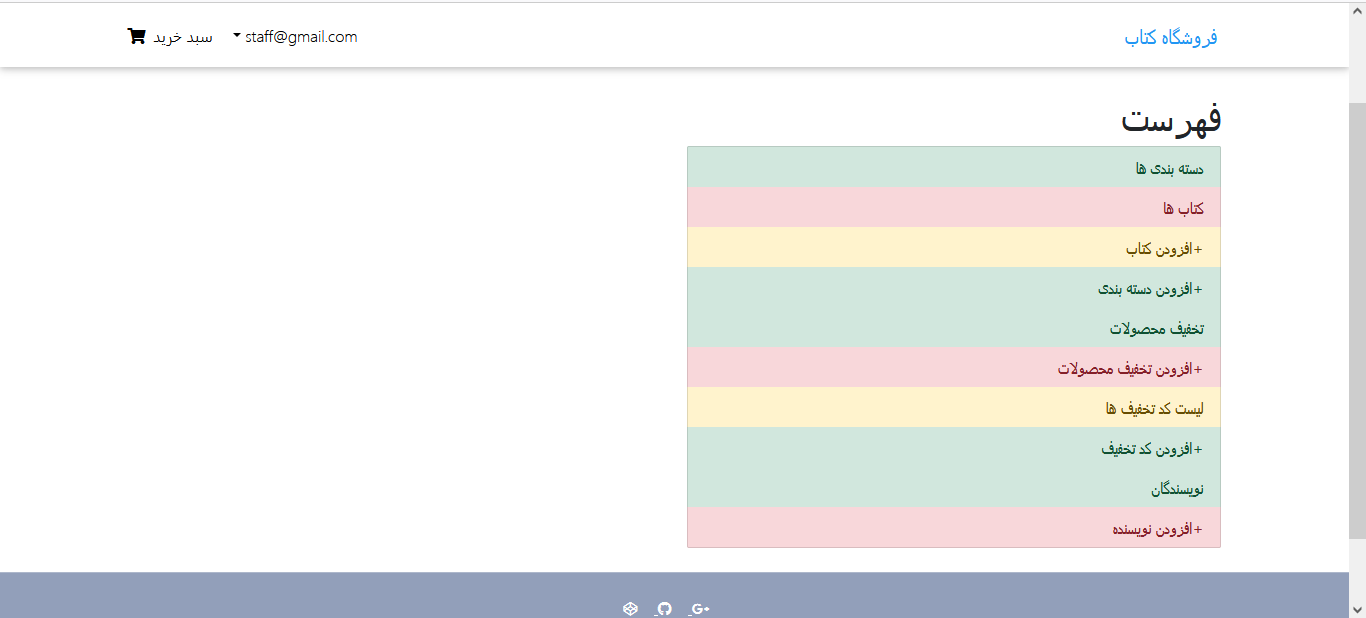 فروشگاه کتاب
staff@gmail.com
سبد خرید
فهرست
دسته بندی ها
کتاب ها
+افزودن کتاب
+افزودن دسته بندی
تخفیف محصولات
+افزودن تخفیف محصولات
لیست کد تخفیف ها
+افزودن کد تخفیف
نویسندگان
+افزودن نویسنده
G+